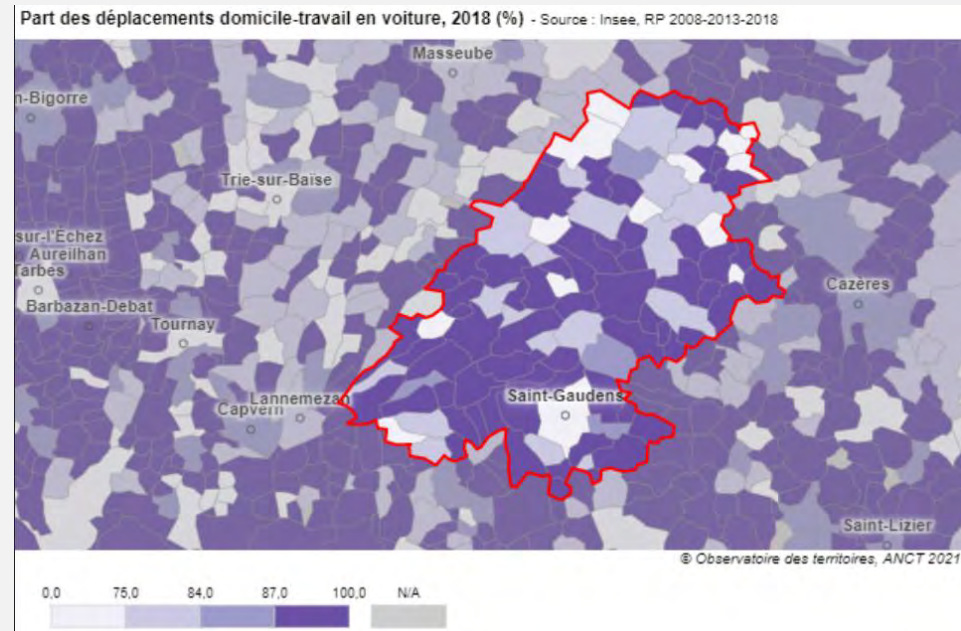 Part des déplacements domicile-travail en voiture, 2018 (%) - Source : Insee, RP 2008-2013-2018
Masseube
n-Bigorre
Trie-sur-Baïse
sur-l'Échez
Aureilhan
Tarbes
Cazères
Barbazan-Debat
Tournay
Lannemezan
Saint-Gaudens
Capvern
Saint-Lizier
© Observatoire des territoires, ANCT 2021
0,0 75,0 84,0 87,0 100,0 N/A